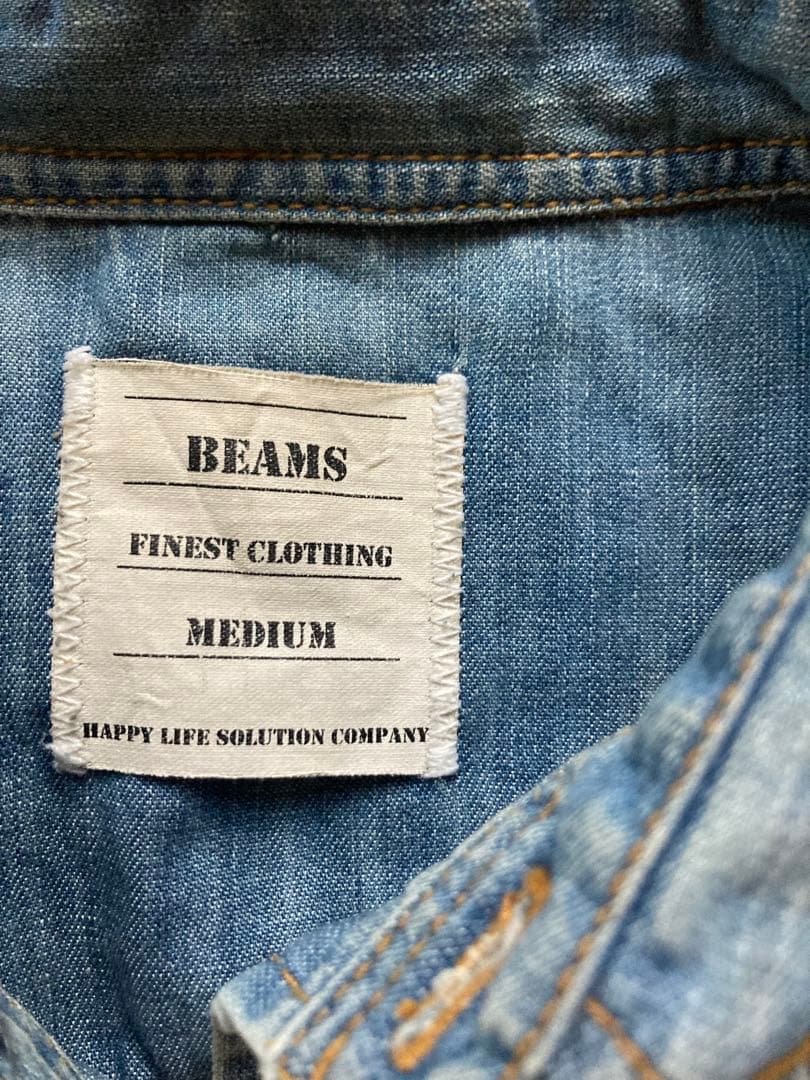 BEAMS
FINEST CLOTHING
MEDIUM
HAPPY LIFE SOLUTION COMPANY